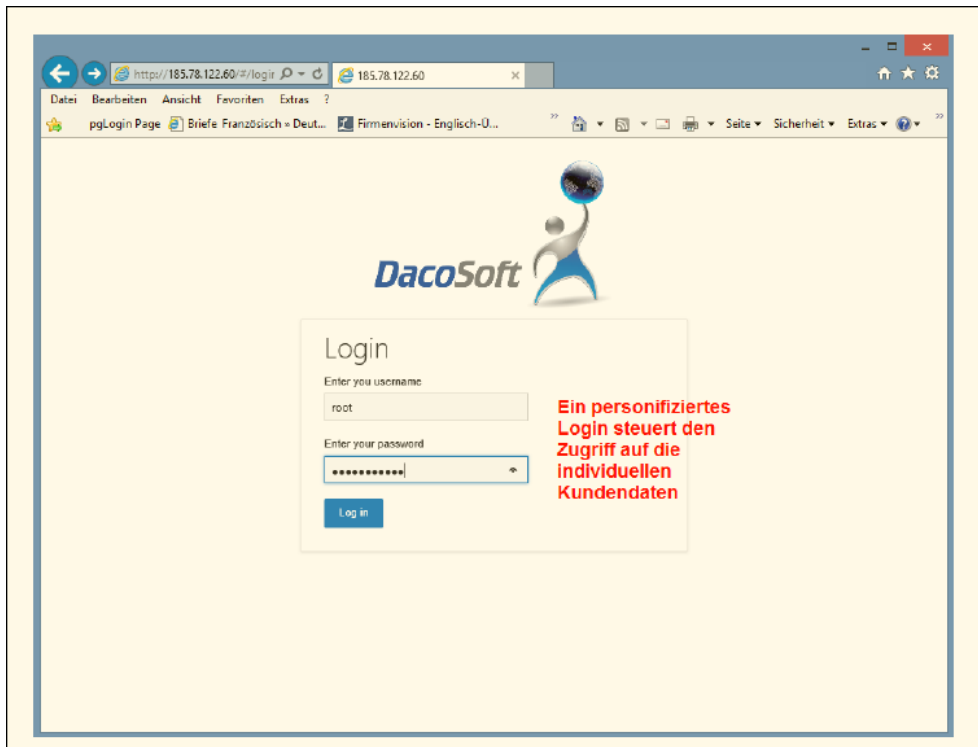 http://185.78.122.60/#/logir
185.78.122.60
Datei Bearbeiten Ansicht Favoriten Extras ?
pgLogin Page Briefe Französisch » Deut... Firmenvision - Englisch-Ü... » Seite Sicherheit Extras »
DacoSoft
Login
Enter you username
root
Enter your password
•••••••••••
Log in
Ein personifiziertes
Login steuert den
Zugriff auf die
individuellen
Kundendaten